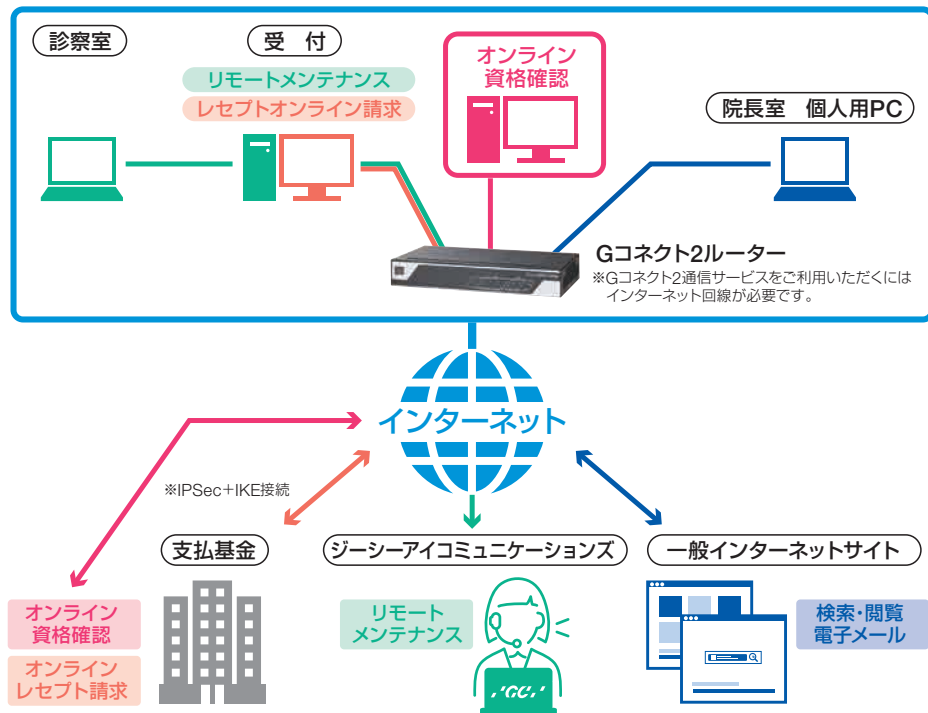 診察室
受　付
リモートメンテナンス
レセプトオンライン請求
オンライン
資格確認
院長室　個人用PC
Gコネクト2ルーター
※Gコネクト2通信サービスをご利用いただくには
インターネット回線が必要です。
インターネット
※IPSec+IKE接続
支払基金
ジーシーアイコミュニケーションズ
一般インターネットサイト
オンライン
資格確認
オンライン
レセプト請求
リモート
メンテナンス
検索・閲覧
電子メール
'GC,'